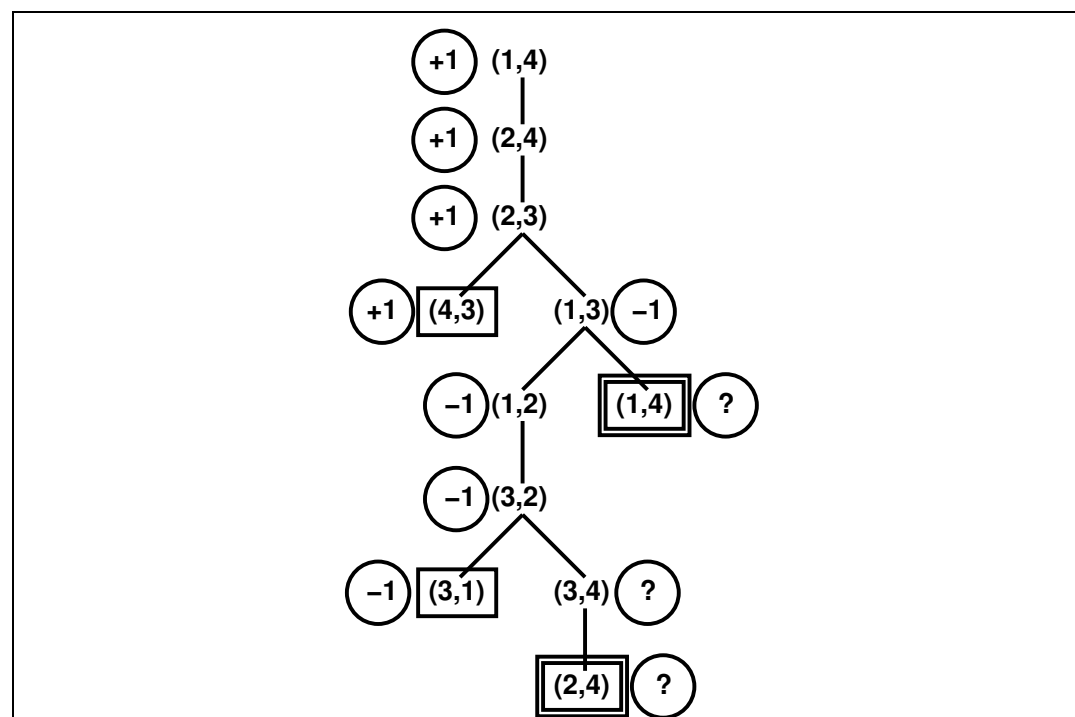 +1 (1,4)
+1 (2,4)
+1 (2,3)
+1 (4,3) (1,3) −1
−1 (1,2) (1,4) ?
−1 (3,2)
−1 (3,1) (3,4) ?
(2,4) ?